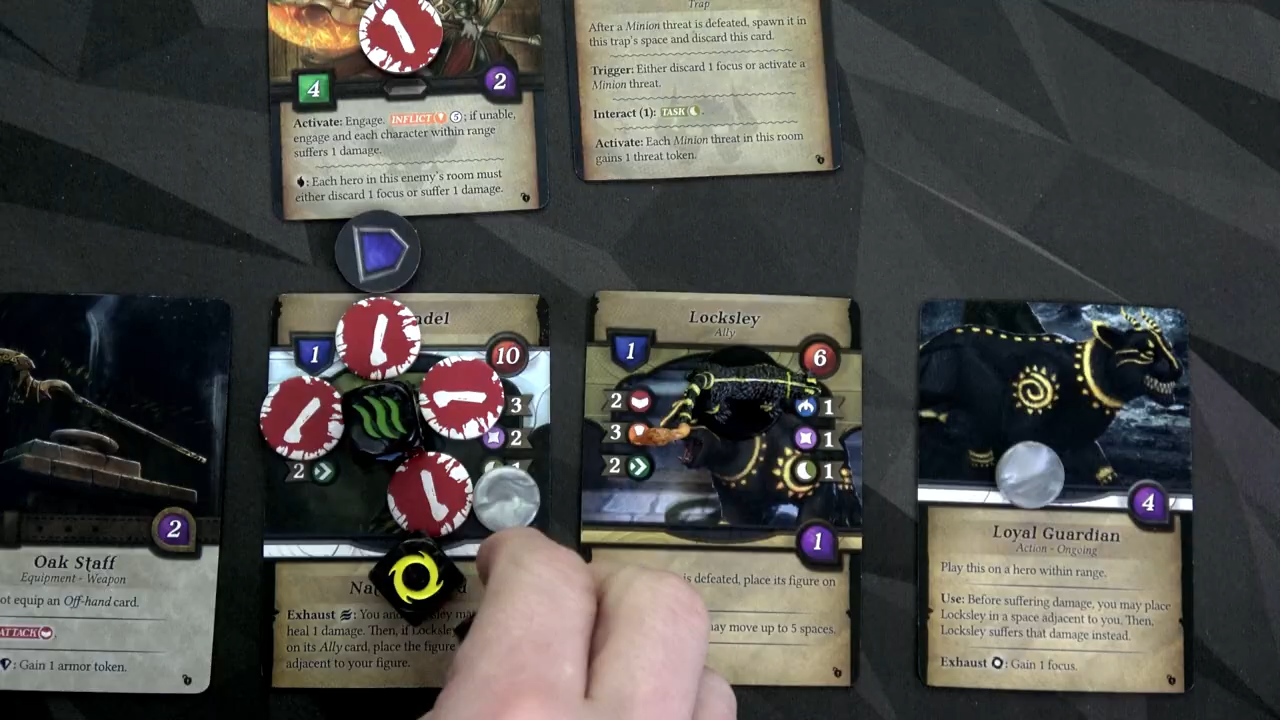 4
2
Activate: Engage. INFLICT 5; if unable,
engage and each character within range
suffers 1 damage.
: Each hero in this enemy's room must
either discard 1 focus or suffer 1 damage.
Trap
After a Minion threat is defeated, spawn it in
this trap's space and discard this card.
Trigger: Either discard 1 focus or activate a
Minion threat.
Interact (1): TASK.
Activate: Each Minion threat in this room
gains 1 threat token.
2
Oak Staff
Equipment - Weapon
ot equip an Off-hand card.
ATTACK.
: Gain 1 armor token.
del
1
10
3
2
2
Exhaust : You and
heal 1 damage. Then, if Locksley
on its Ally card, place the figure
adjacent to your figure.
Locksley
Ally
1
6
2
1
3
1
2
1
1
is defeated, place its figure on
may move up to 5 spaces.
4
Loyal Guardian
Action - Ongoing
Play this on a hero within range.
Use: Before suffering damage, you may place
Locksley in a space adjacent to you. Then,
Locksley suffers that damage instead.
Exhaust : Gain 1 focus.